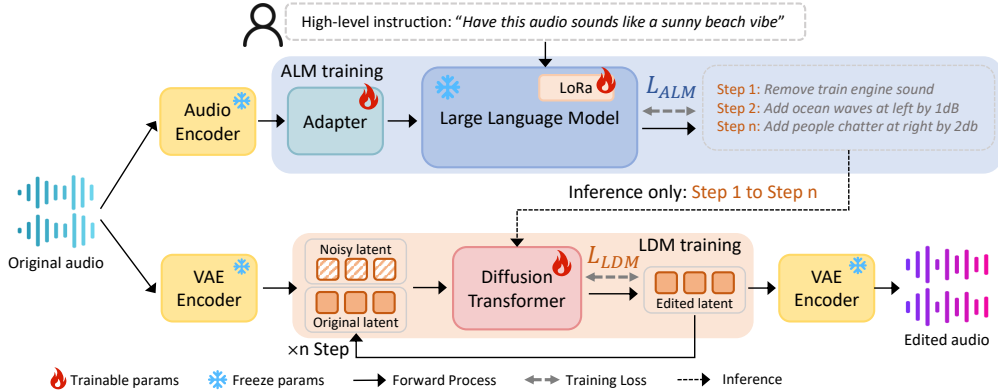 High-level instruction: “Have this audio sounds like a sunny beach vibe”
ALM training
Audio
Encoder
Adapter
LoRa
Large Language Model
L_ALM
Step 1: Remove train engine sound
Step 2: Add ocean waves at left by 1dB
Step n: Add people chatter at right by 2db
Inference only: Step 1 to Step n
Original audio
VAE
Encoder
Noisy latent
Original latent
×n Step
Diffusion
Transformer
L_LDM
LDM training
Edited latent
VAE
Encoder
Edited audio
Trainable params
Freeze params
Forward Process
Training Loss
Inference